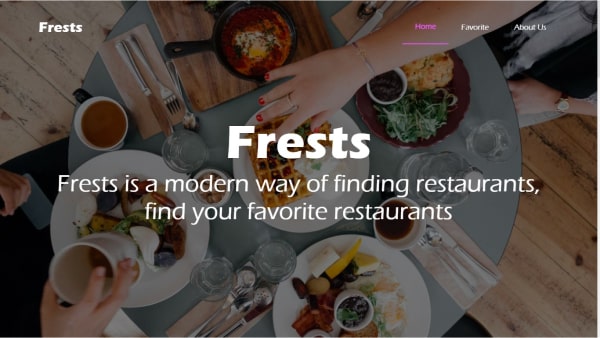 Frests
Home
Favorite
About Us
Frests
Frests is a modern way of finding restaurants,
find your favorite restaurants